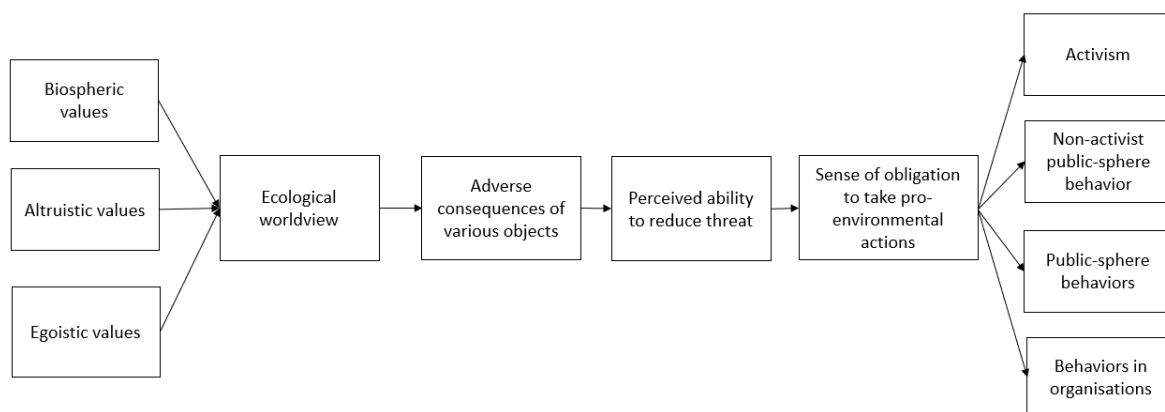 Biospheric
values
Altruistic values
Egoistic values
Ecological
worldview
Adverse
consequences of
various objects
Perceived ability
to reduce threat
Sense of obligation
to take pro-
environmental
actions
Activism
Non-activist
public-sphere
behavior
Public-sphere
behaviors
Behaviors in
organisations